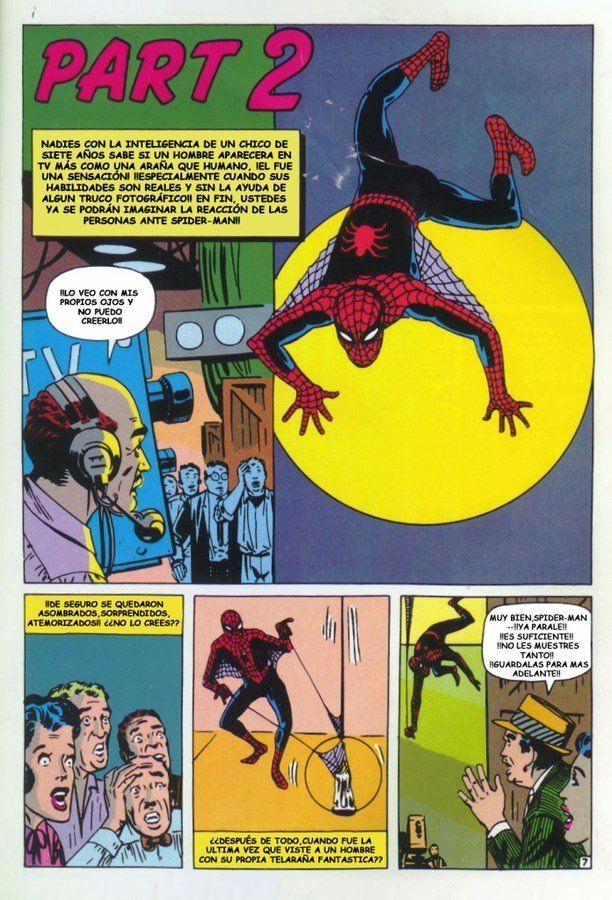 PART 2
NADIES CON LA INTELIGENCIA DE UN CHICO DE
SIETE AÑOS SABE SI UN HOMBRE APARECERA EN
TV MÁS COMO UNA ARAÑA QUE HUMANO, !EL FUE
UNA SENSACIÓN! !!ESPECIALMENTE CUANDO SUS
HABILIDADES SON REALES Y SIN LA AYUDA DE
ALGUN TRUCO FOTOGRÁFICO!! EN FIN, USTEDES
YA SE PODRÁN IMAGINAR LA REACCIÓN DE LAS
PERSONAS ANTE SPIDER-MAN!!
!!LO VEO CON MIS
PROPIOS OJOS Y
NO PUEDO
CREERLO!!
TV
!!DE SEGURO SE QUEDARON
ASOMBRADOS,SORPRENDIDOS,
ATEMORIZADOS!! ¿¿NO LO CREES??
¿¿DESPUÉS DE TODO,CUANDO FUE LA
ULTIMA VEZ QUE VISTE A UN HOMBRE
CON SU PROPIA TELARAÑA FANTASTICA??
MUY BIEN,SPIDER-MAN
--!!YA PARALE!!
!!ES SUFICIENTE!!
!!NO LES MUESTRES
TANTO!!
!!GUARDALAS PARA MAS
ADELANTE!!
7